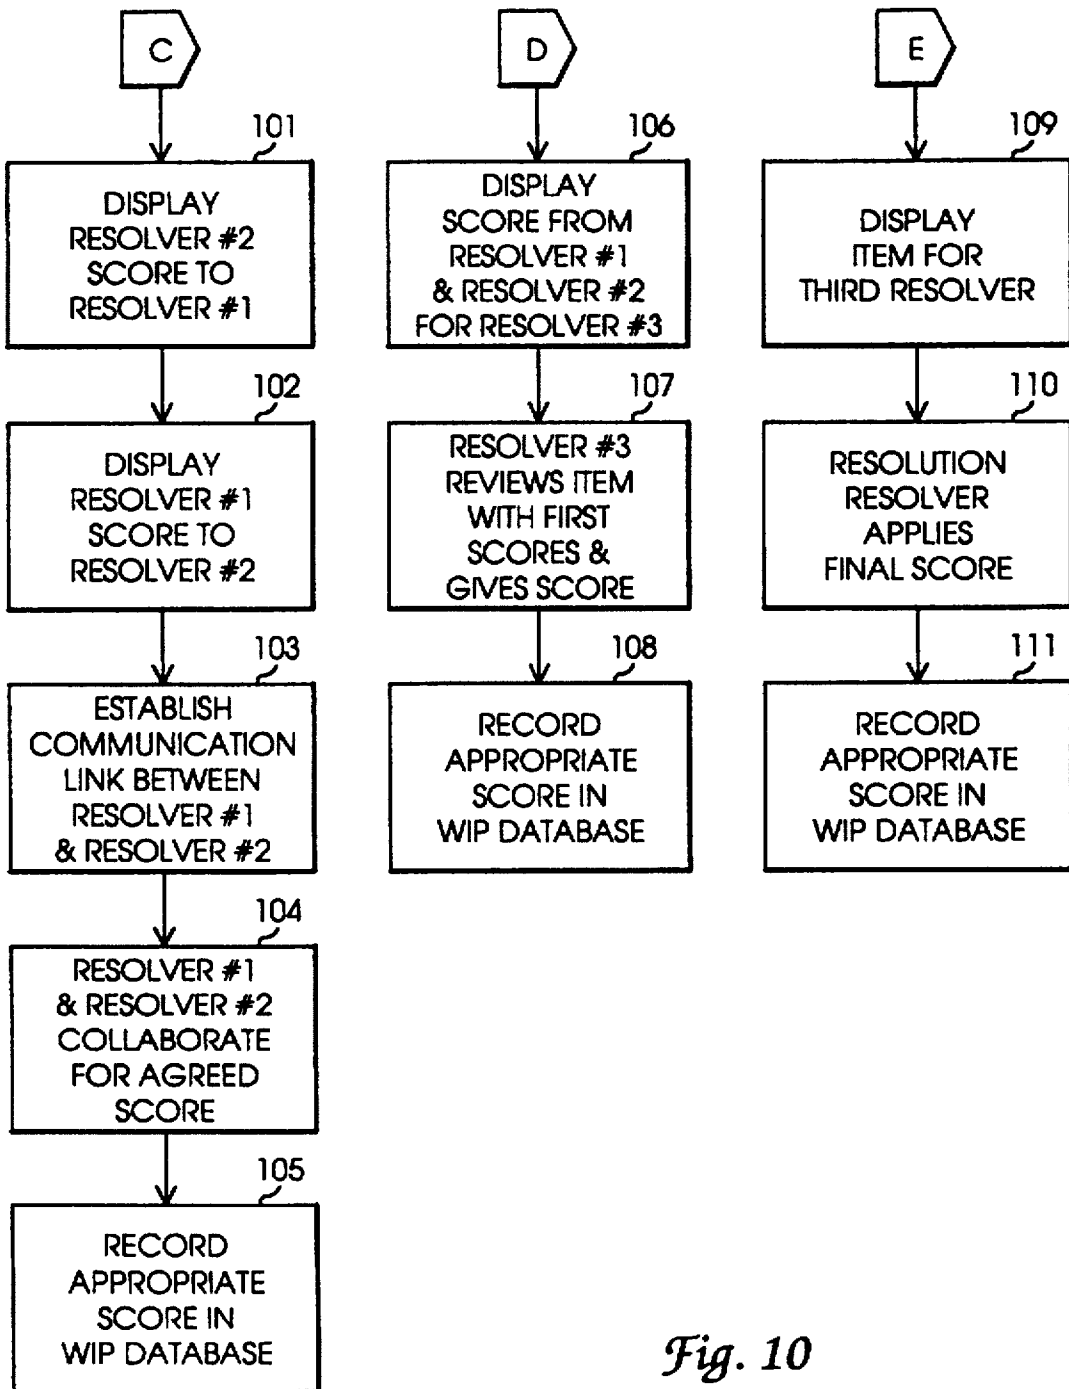 C
101
DISPLAY
RESOLVER #2
SCORE TO
RESOLVER #1
102
DISPLAY
RESOLVER #1
SCORE TO
RESOLVER #2
103
ESTABLISH
COMMUNICATION
LINK BETWEEN
RESOLVER #1
& RESOLVER #2
104
RESOLVER #1
& RESOLVER #2
COLLABORATE
FOR AGREED
SCORE
105
RECORD
APPROPRIATE
SCORE IN
WIP DATABASE
D
106
DISPLAY
SCORE FROM
RESOLVER #1
& RESOLVER #2
FOR RESOLVER #3
107
RESOLVER #3
REVIEWS ITEM
WITH FIRST
SCORES &
GIVES SCORE
108
RECORD
APPROPRIATE
SCORE IN
WIP DATABASE
E
109
DISPLAY
ITEM FOR
THIRD RESOLVER
110
RESOLUTION
RESOLVER
APPLIES
FINAL SCORE
111
RECORD
APPROPRIATE
SCORE IN
WIP DATABASE
Fig. 10